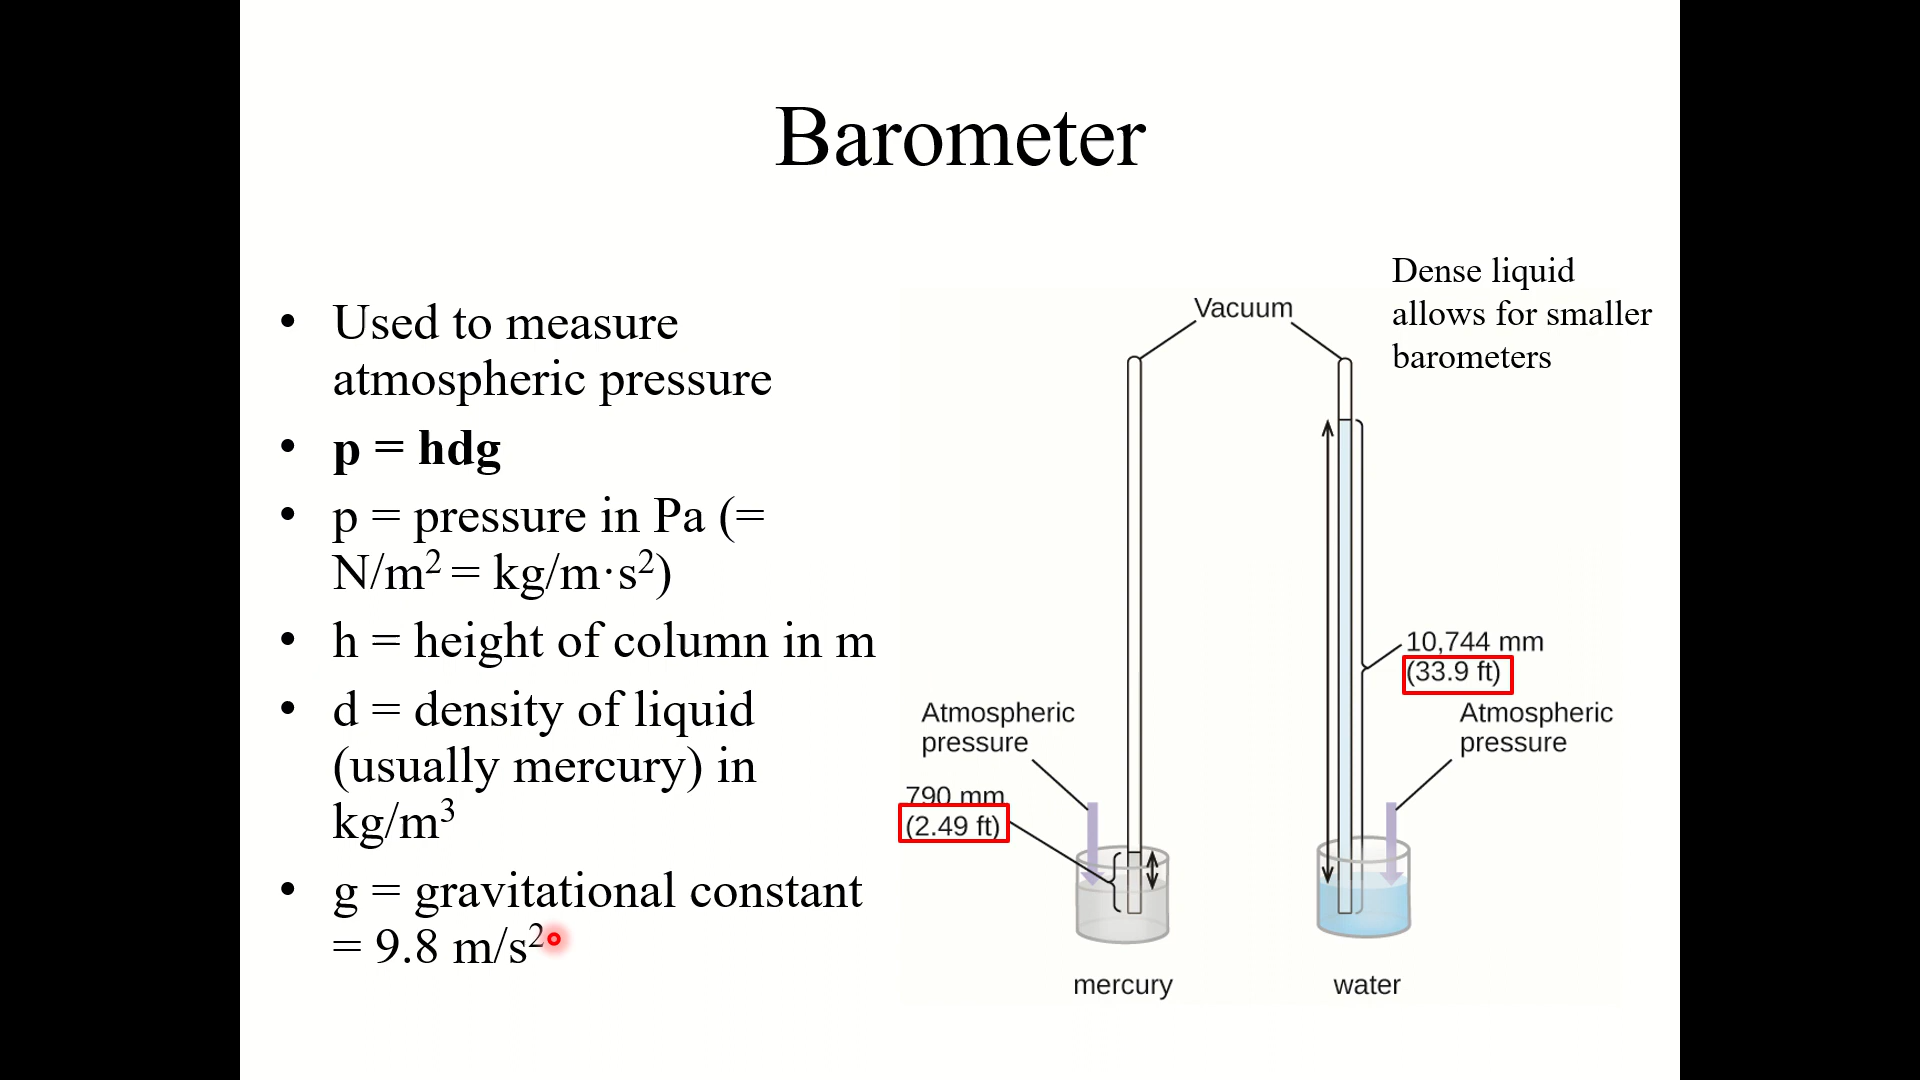 Barometer
• Used to measure
atmospheric pressure
• p = hdg
• p = pressure in Pa (=
N/m² = kg/m·s²)
• h = height of column in m
• d = density of liquid
(usually mercury) in
kg/m³
• g = gravitational constant
= 9.8 m/s²
Dense liquid
allows for smaller
barometers
Vacuum
10,744 mm
(33.9 ft)
Atmospheric
pressure
Atmospheric
pressure
790 mm
(2.49 ft)
mercury
water